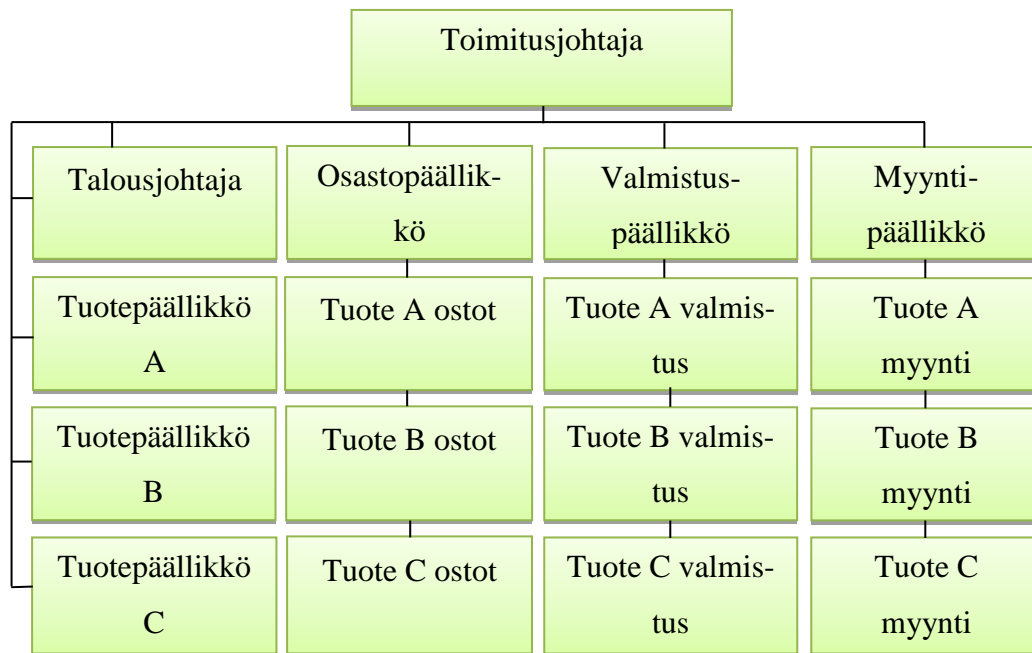 Toimitusjohtaja
Talousjohtaja
Osastopäällik-
kö
Valmistus-
päällikkö
Myynti-
päällikkö
Tuotepäällikkö
A
Tuote A ostot
Tuote A valmis-
tus
Tuote A
myynti
Tuotepäällikkö
B
Tuote B ostot
Tuote B valmis-
tus
Tuote B
myynti
Tuotepäällikkö
C
Tuote C ostot
Tuote C valmis-
tus
Tuote C
myynti